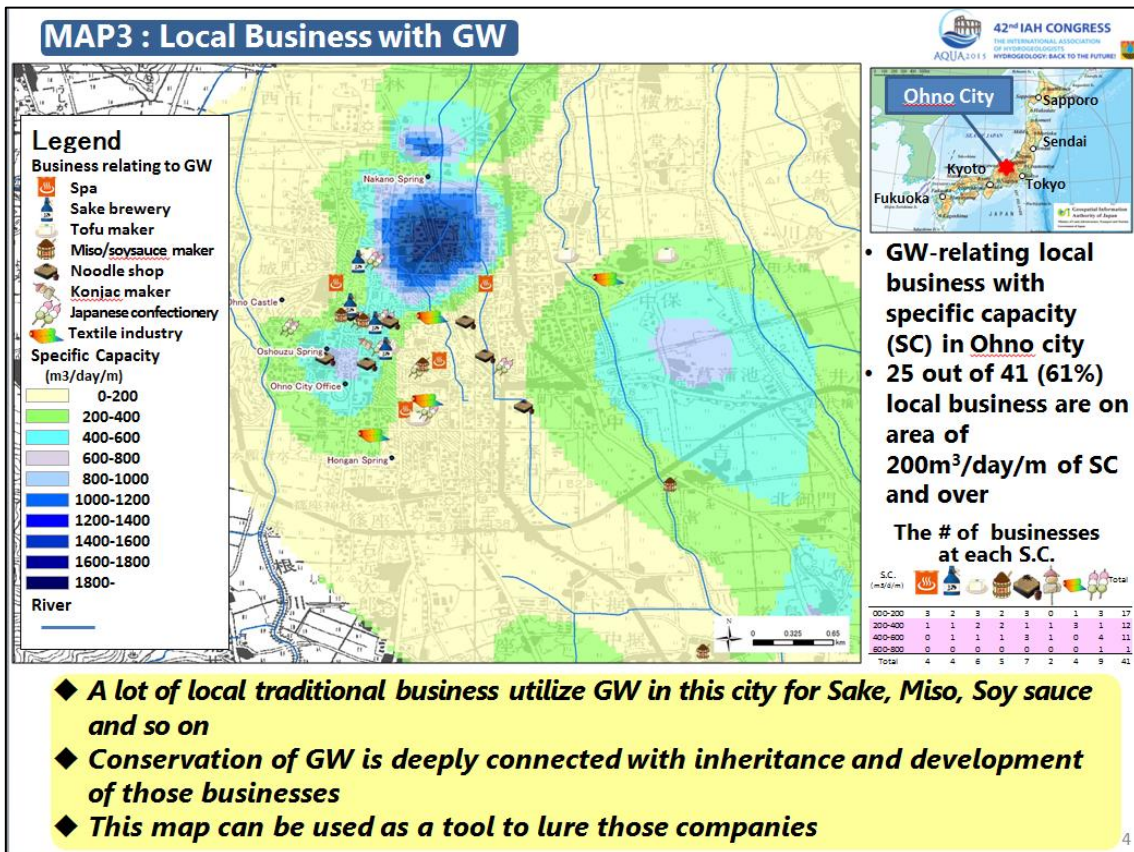 MAP3 : Local Business with GW
42nd IAH CONGRESS
THE INTERNATIONAL ASSOCIATION
OF HYDROGEOLOGISTS
AQUA2015 HYDROGEOLOGY: BACK TO THE FUTURE!
Legend
Business relating to GW
Spa
Sake brewery
Tofu maker
Miso/soysauce maker
Noodle shop
Konjac maker
Japanese confectionery
Textile industry
Specific Capacity
(m3/day/m)
0-200
200-400
400-600
600-800
800-1000
1000-1200
1200-1400
1400-1600
1600-1800
1800-
River
Nakano Spring
Ohno Castle
Oshouzu Spring
Ohno City Office
Hongan Spring
N
0 0.325 0.65
km
Ohno City
Sapporo
Sendai
Kyoto
Tokyo
Fukuoka
SEA OF JAPAN
JAPAN
Geospatial Information
Authority of Japan
• GW-relating local
business with
specific capacity
(SC) in Ohno city
• 25 out of 41 (61%)
local business are on
area of
200m³/day/m of SC
and over
The # of businesses
at each S.C.
S.C.
(m3/d/m)
Total
000-200 3 2 3 2 3 0 1 3 17
200-400 1 1 2 2 1 1 3 1 12
400-600 0 1 1 1 3 1 0 4 11
600-800 0 0 0 0 0 0 0 1 1
Total 4 4 6 5 7 2 4 9 41
◆ A lot of local traditional business utilize GW in this city for Sake, Miso, Soy sauce
and so on
◆ Conservation of GW is deeply connected with inheritance and development
of those businesses
◆ This map can be used as a tool to lure those companies
4